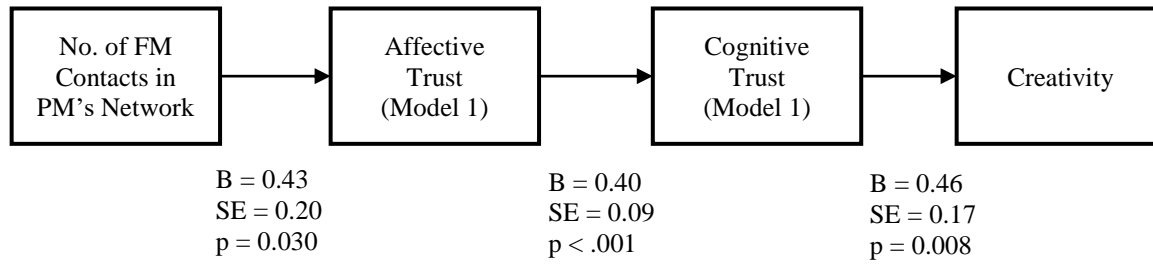 No. of FM
Contacts in
PM’s Network
Affective
Trust
(Model 1)
Cognitive
Trust
(Model 1)
Creativity
B = 0.43
SE = 0.20
p = 0.030
B = 0.40
SE = 0.09
p < .001
B = 0.46
SE = 0.17
p = 0.008